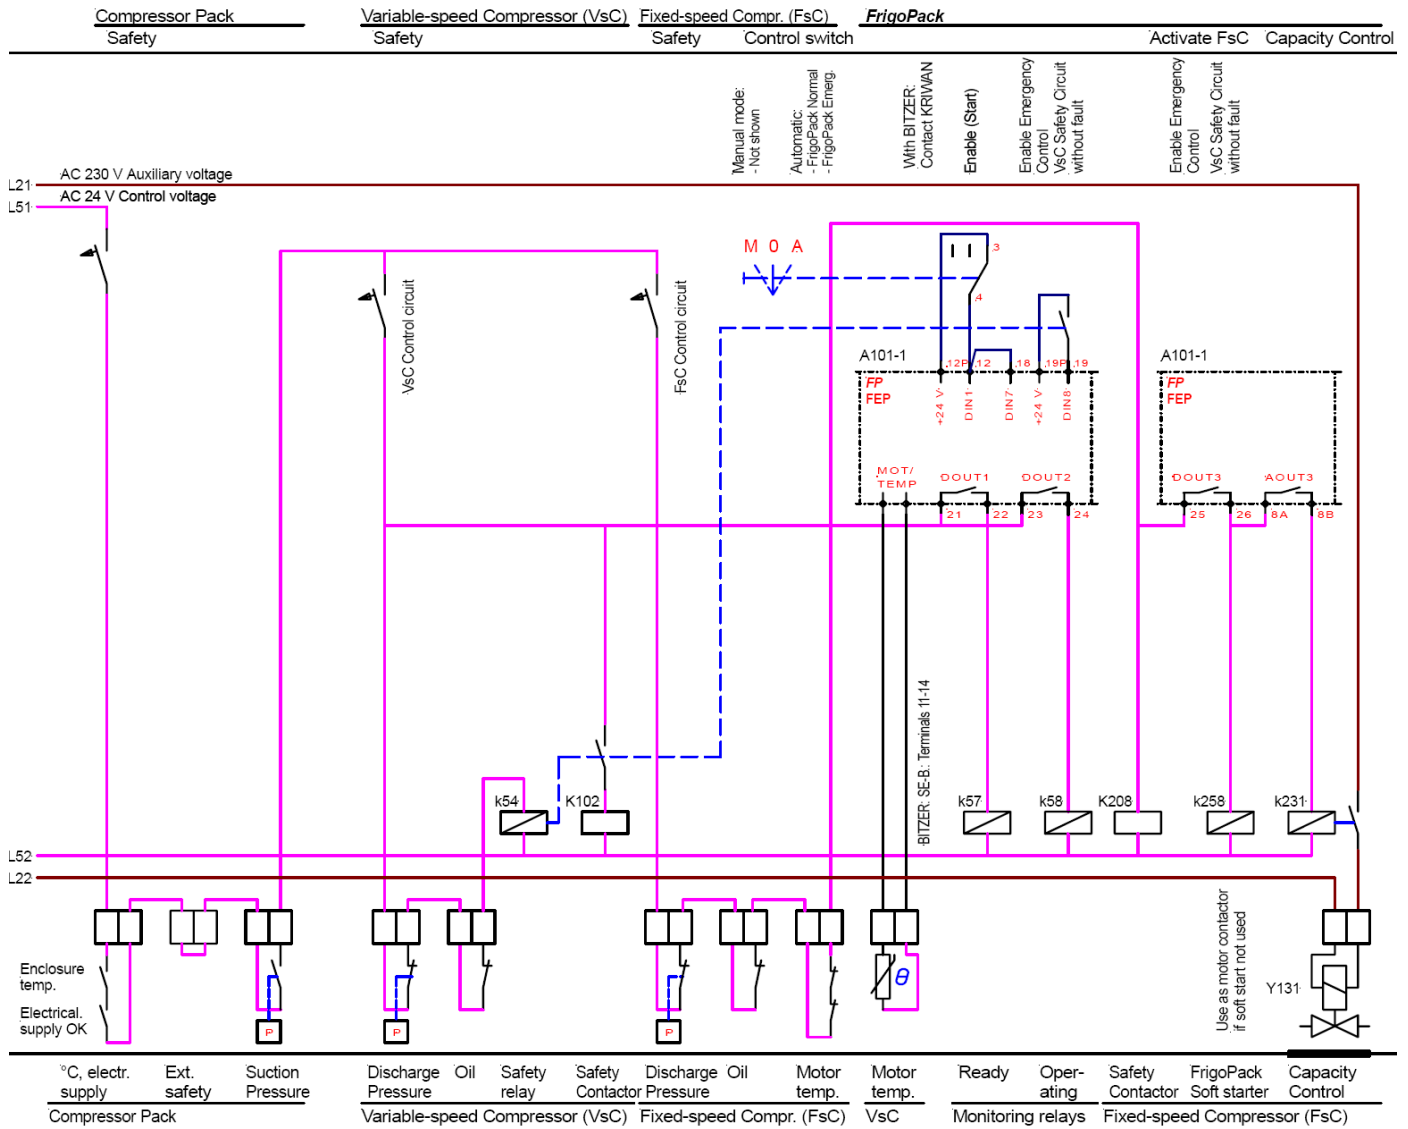 Compressor Pack
Variable-speed Compressor (VsC)
Fixed-speed Compr. (FsC)
FrigoPack
Safety
Safety
Safety
Control switch
Activate FsC
Capacity Control
Manual mode:
- Not shown
Automatic:
- FrigoPack Normal
- FrigoPack Emerg.
With BITZER:
Contact KRIWAN
Enable (Start)
Enable Emergency
Control
VsC Safety Circuit
without fault
Enable Emergency
Control
VsC Safety Circuit
without fault
L21
AC 230 V Auxiliary voltage
L51
AC 24 V Control voltage
M 0 A
3
4
VsC Control circuit
FsC Control circuit
A101-1
12P
12
18
19P
19
FP
FEP
+24 V
DIN1
DIN7
+24 V
DIN8
MOT/
TEMP
DOUT1
DOUT2
21
22
23
24
A101-1
FP
FEP
DOUT3
AOUT3
25
26
8A
8B
BITZER: SE-B.: Terminals 11-14
k54
K102
k57
k58
K208
k258
k231
L52
L22
Enclosure
temp.
Electrical.
supply OK
P
P
P
θ
Use as motor contactor
if soft start not used
Y131
°C, electr.
supply
Ext.
safety
Suction
Pressure
Discharge
Pressure
Oil
Safety
relay
Safety
Contactor
Discharge
Pressure
Oil
Motor
temp.
Motor
temp.
Ready
Oper-
ating
Safety
Contactor
FrigoPack
Soft starter
Capacity
Control
Compressor Pack
Variable-speed Compressor (VsC)
Fixed-speed Compr. (FsC)
VsC
Monitoring relays
Fixed-speed Compressor (FsC)